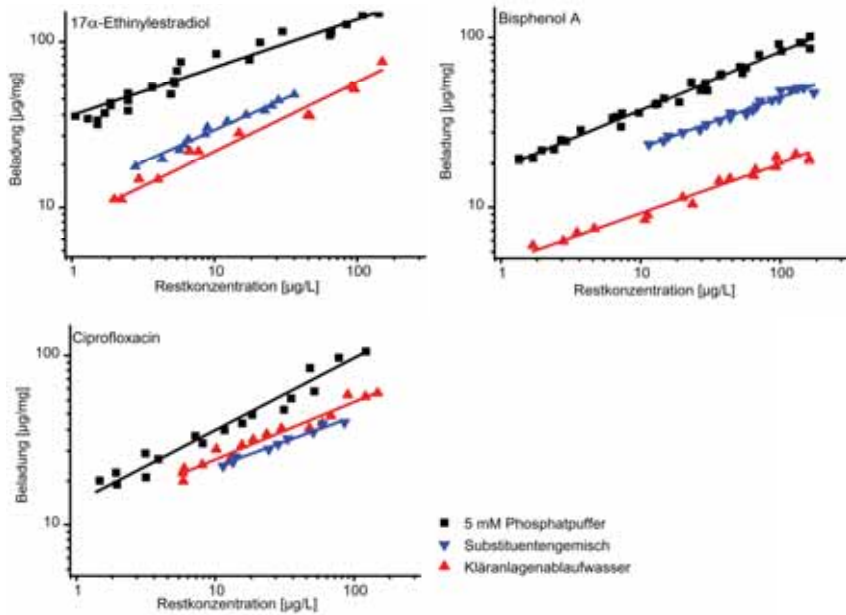 17α-Ethinylestradiol
Beladung [µg/mg]
100
10
1
10
100
Restkonzentration [µg/L]
Bisphenol A
Beladung [µg/mg]
100
10
1
10
100
Restkonzentration [µg/L]
Ciprofloxacin
Beladung [µg/mg]
100
10
1
10
100
Restkonzentration [µg/L]
5 mM Phosphatpuffer
Substituentengemisch
Kläranlagenablaufwasser